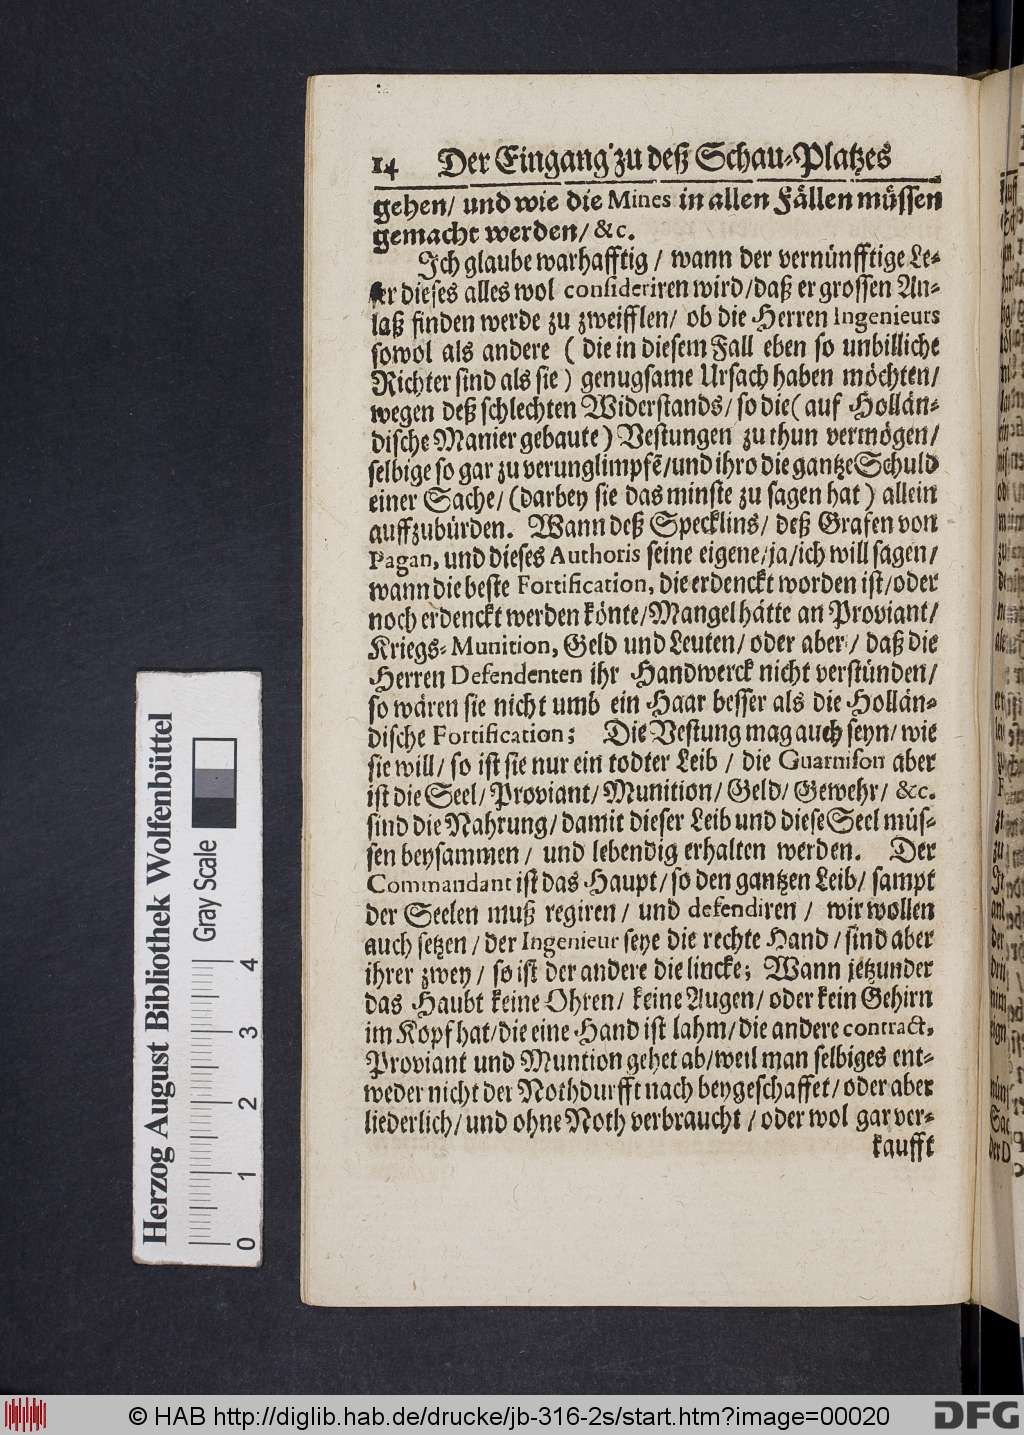 14 Der Eingang zu deß Schau-Platzes
gehen/ und wie die Mines in allen Fällen müssen
gemacht werden/ &c.
Ich glaube warhafftig / wann der vernünfftige Le-
ser dieses alles wol consideriren wird/daß er grossen An-
laß finden werde zu zweifflen/ ob die Herren Ingenieurs
sowol als andere ( die in diesem Fall eben so unbilliche
Richter sind als sie ) genugsame Ursach haben möchten/
wegen deß schlechten Widerstands/ so die ( auf Hollän-
dische Manier gebaute ) Vestungen zu thun vermögen/
selbige so gar zu verunglimpfē/und ihro die gantze Schuld
einer Sache/ (darbey sie das minste zu sagen hat ) allein
auffzubürden. Wann deß Specklins/ deß Grafen von
Pagan, und dieses Authoris seine eigene/ja/ich will sagen/
wann die beste Fortification, die erdenckt worden ist/oder
noch erdenckt werden könte/Mangel hätte an Proviant/
Kriegs-Munition, Geld und Leuten/ oder aber/ daß die
Herren Defendenten ihr Handwerck nicht verstünden/
so wären sie nicht umb ein Haar besser als die Hollän-
dische Fortification; Die Vestung mag auch seyn/ wie
sie will/ so ist sie nur ein todter Leib / die Guarnison aber
ist die Seel/ Proviant/ Munition/ Geld/ Gewehr/ &c.
sind die Nahrung/ damit dieser Leib und diese Seel müs-
sen beysammen / und lebendig erhalten werden. Der
Commandant ist das Haupt/ so den gantzen Leib/ sampt
der Seelen muß regiren / und defendiren / wir wollen
auch setzen / der Ingenieur seye die rechte Hand / sind aber
ihrer zwey / so ist der andere die lincke; Wann jetzunder
das Haubt keine Ohren/ keine Augen/ oder kein Gehirn
im Kopf hat/die eine Hand ist lahm/die andere contract,
Proviant und Muntion gehet ab/weil man selbiges ent-
weder nicht der Nothdurfft nach beygeschaffet/ oder aber
liederlich/ und ohne Noth verbraucht / oder wol gar ver-
kaufft
Herzog August Bibliothek Wolfenbüttel
Gray Scale
0 1 2 3 4
© HAB http://diglib.hab.de/drucke/jb-316-2s/start.htm?image=00020
DFG